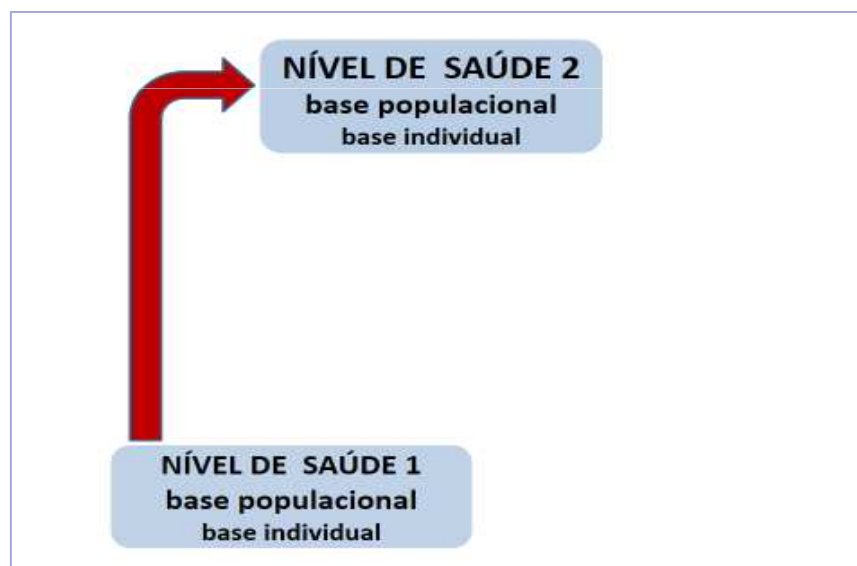 NÍVEL DE SAÚDE 2
base populacional
base individual
NÍVEL DE SAÚDE 1
base populacional
base individual